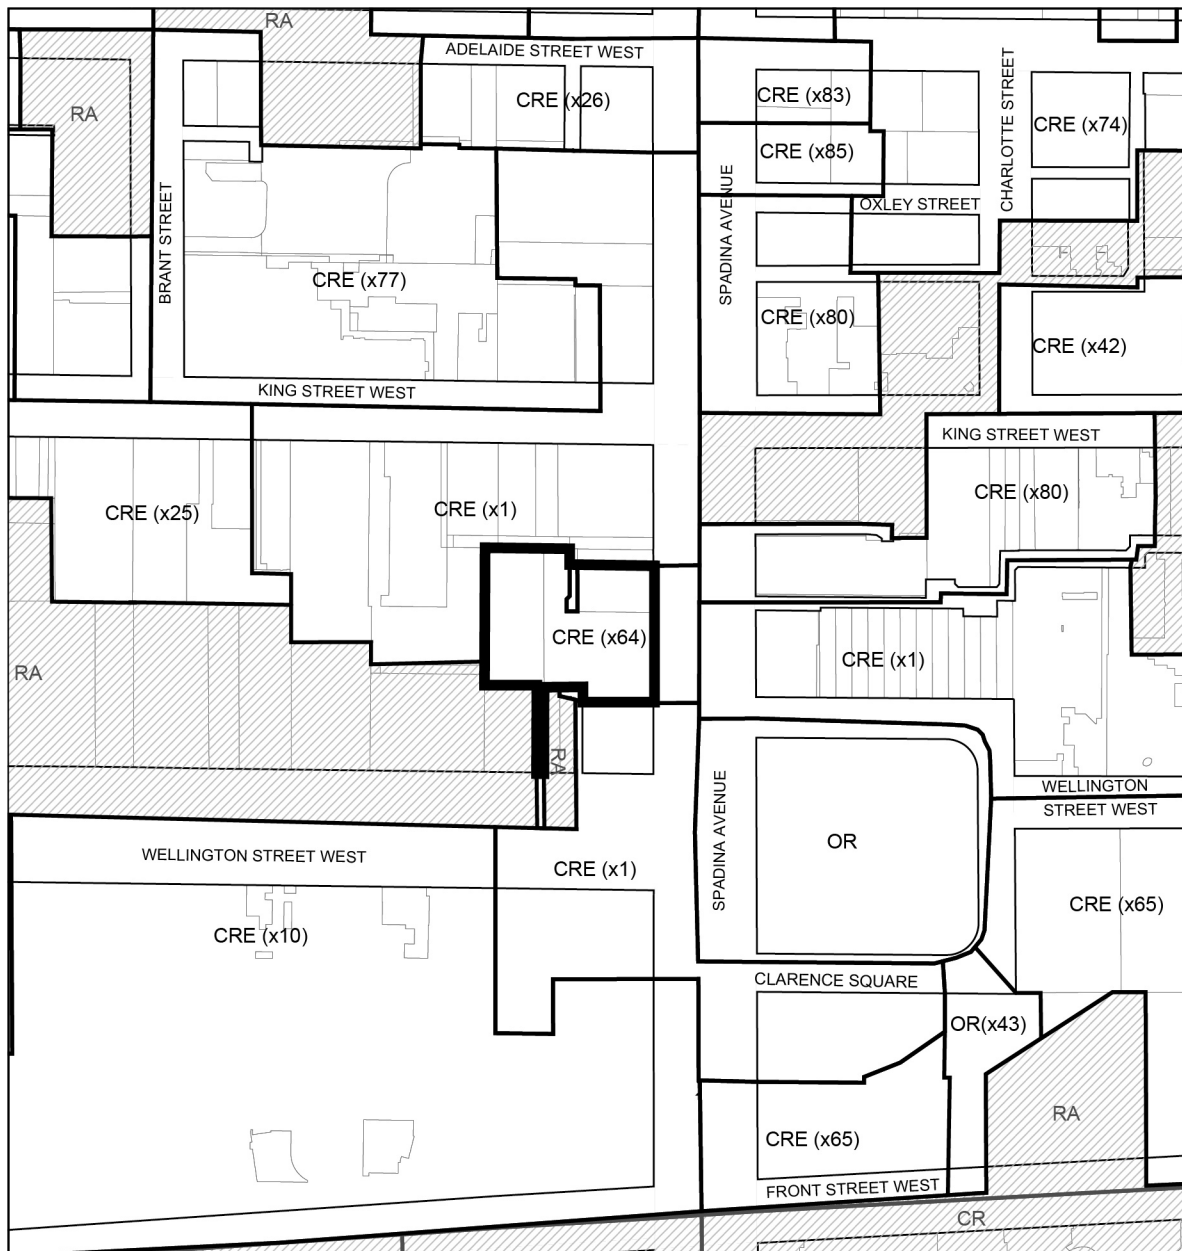 RA
ADELAIDE STREET WEST
CRE (x26)
CRE (x83)
CHARLOTTE STREET
CRE (x74)
RA
CRE (x85)
BRANT STREET
SPADINA AVENUE
OXLEY STREET
CRE (x77)
CRE (x80)
CRE (x42)
KING STREET WEST
KING STREET WEST
CRE (x25)
CRE (x1)
CRE (x80)
CRE (x64)
CRE (x1)
RA
RA
WELLINGTON
STREET WEST
SPADINA AVENUE
OR
WELLINGTON STREET WEST
CRE (x1)
CRE (x65)
CRE (x10)
CLARENCE SQUARE
OR(x43)
RA
CRE (x65)
FRONT STREET WEST
CR